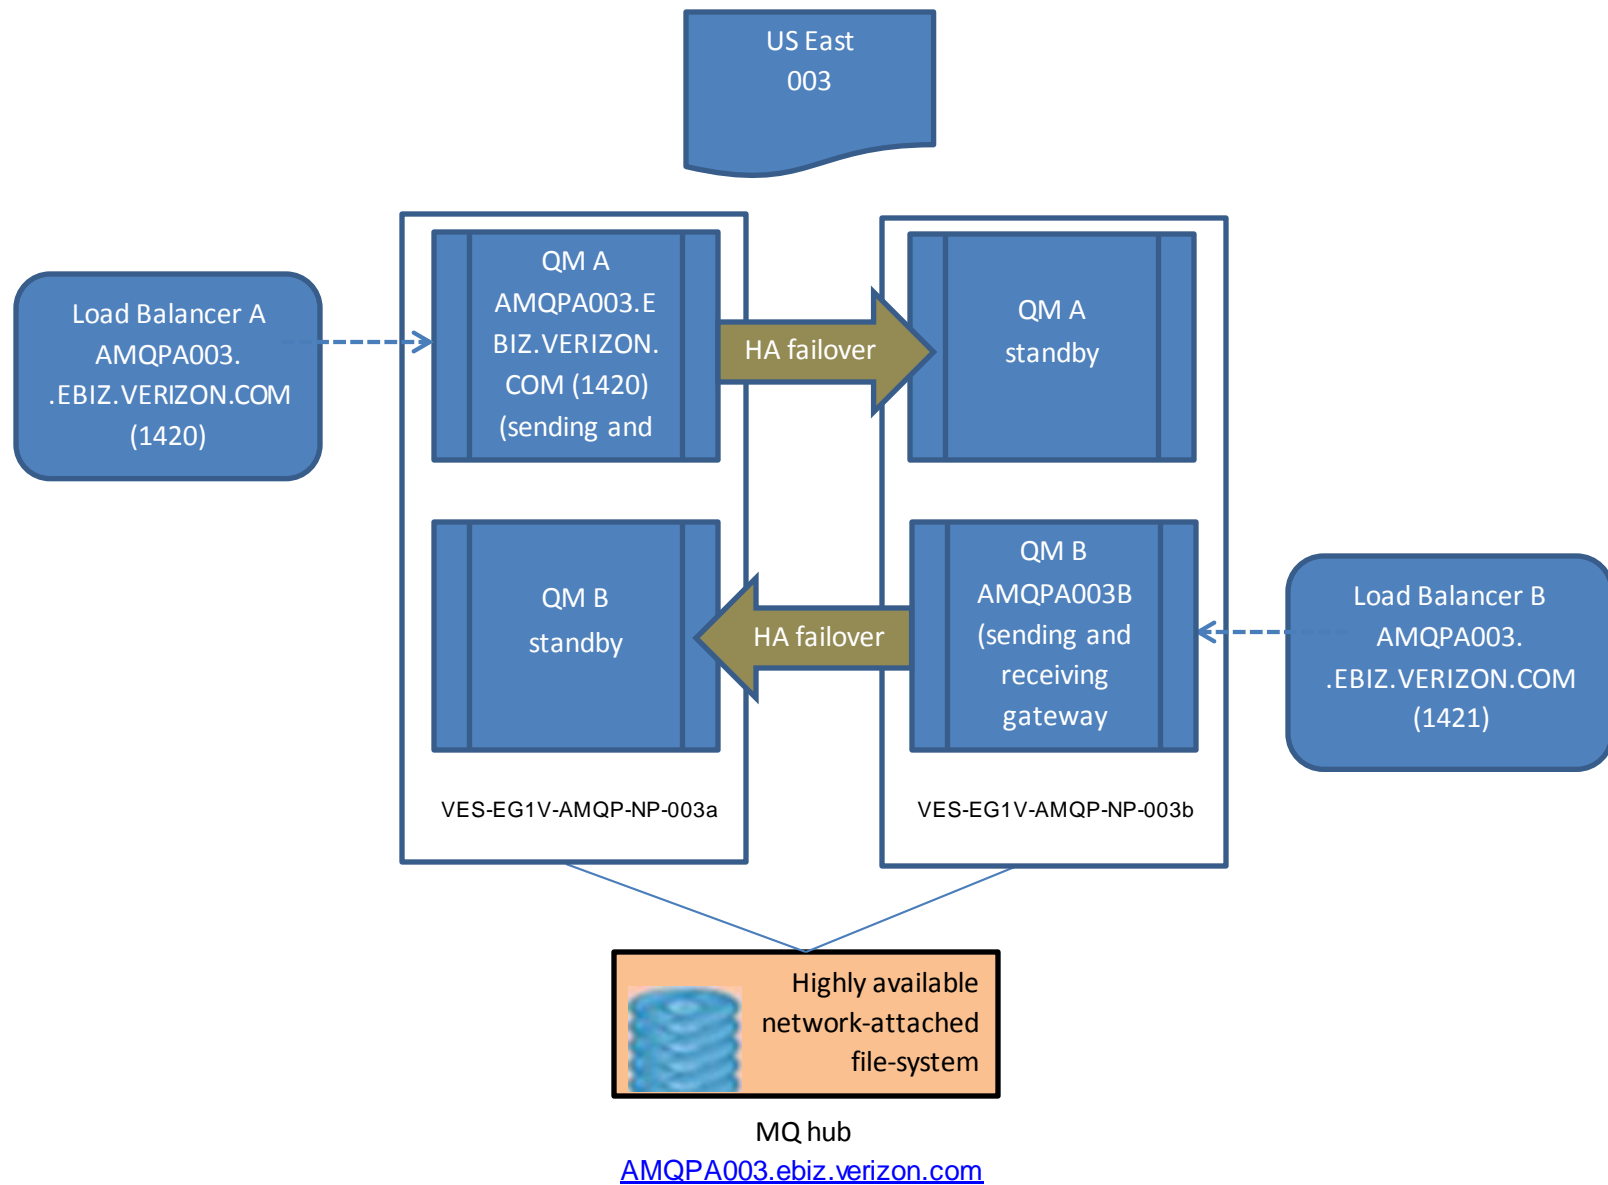 US East
003
Load Balancer A
AMQPA003.
.EBIZ.VERIZON.COM
(1420)
QM A
AMQPA003.E
BIZ.VERIZON.
COM (1420)
(sending and
HA failover
QM A
standby
QM B
standby
HA failover
QM B
AMQPA003B
(sending and
receiving
gateway
Load Balancer B
AMQPA003.
.EBIZ.VERIZON.COM
(1421)
VES-EG1V-AMQP-NP-003a
VES-EG1V-AMQP-NP-003b
Highly available
network-attached
file-system
MQ hub
AMQPA003.ebiz.verizon.com